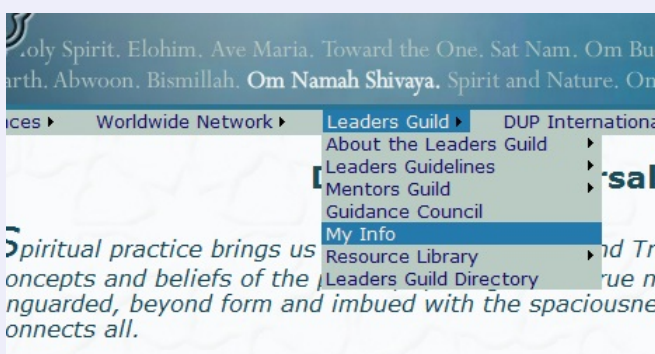 oly Spirit. Elohim. Ave Maria. Toward the One. Sat Nam. Om Bu
arth. Abwoon. Bismillah. Om Namah Shivaya. Spirit and Nature. On
nces Worldwide Network Leaders Guild DUP Internationa
About the Leaders Guild
Leaders Guidelines
Mentors Guild
Guidance Council
My Info
Resource Library
Leaders Guild Directory
D rsal
Spiritual practice brings us nd Tr
oncepts and beliefs of the rue n
nguarded, beyond form and imbued with the spaciousne
onnects all.